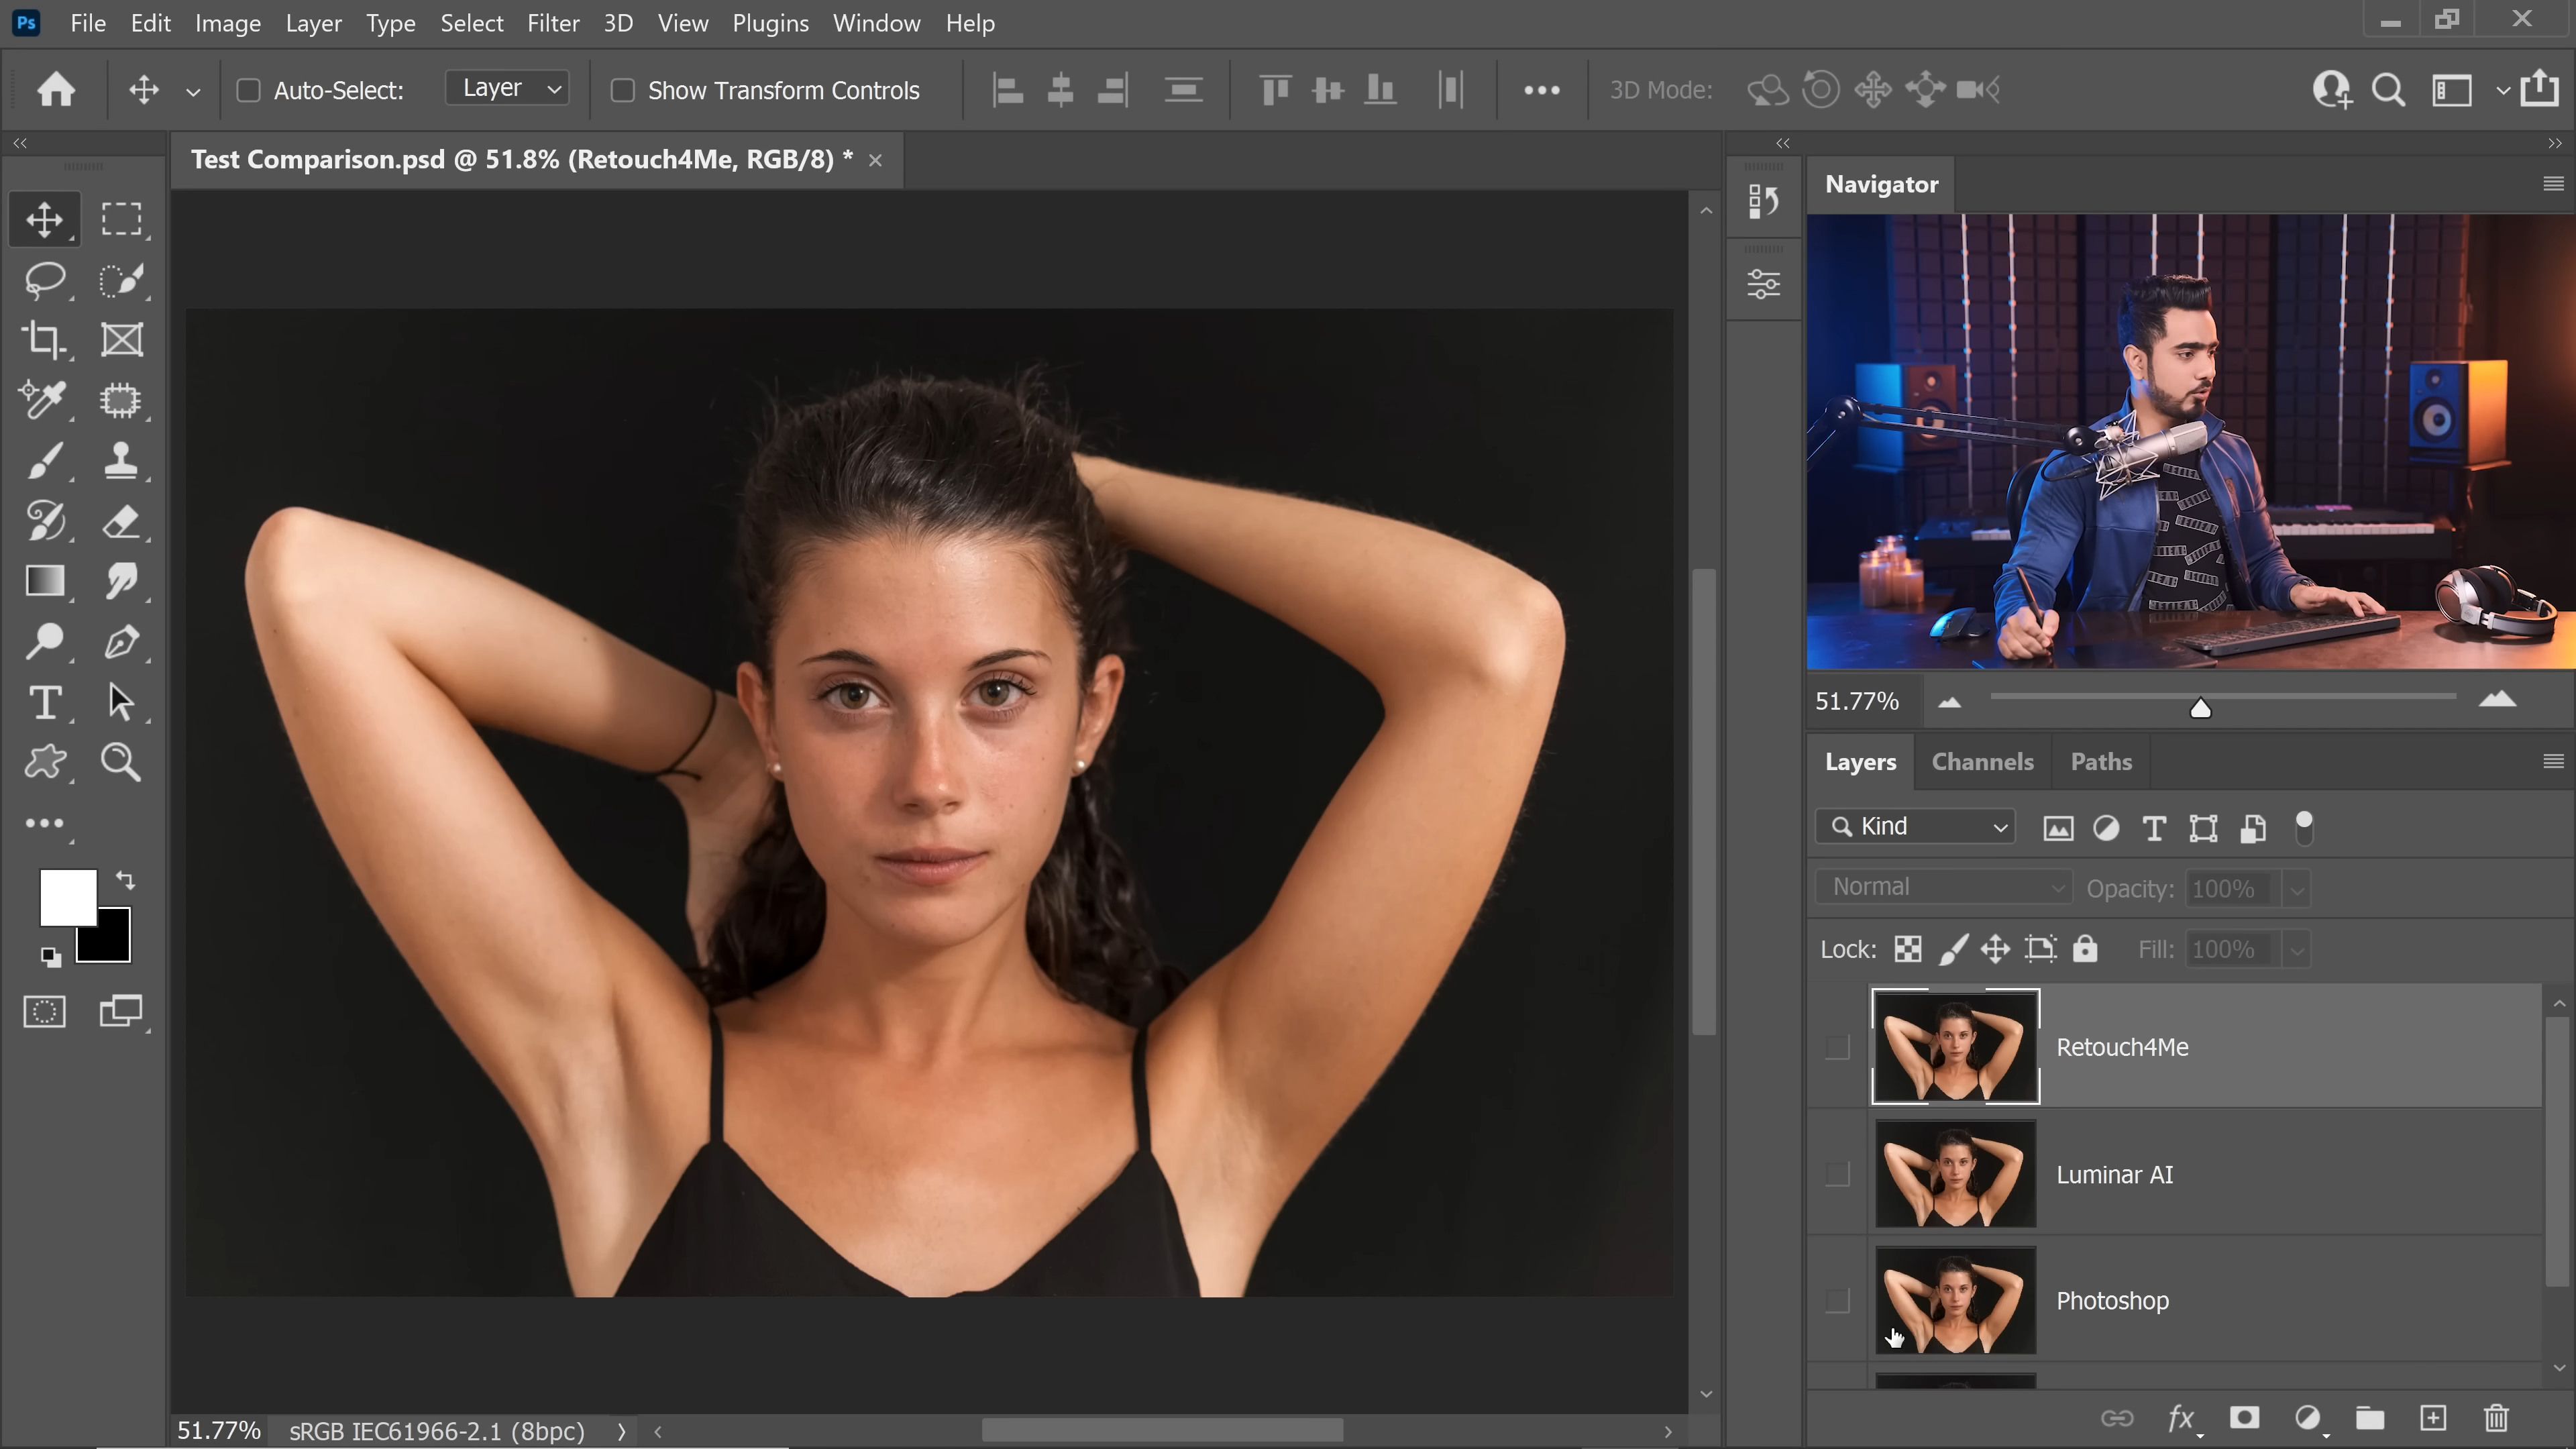 Ps File Edit Image Layer Type Select Filter 3D View Plugins Window Help
Auto-Select: Layer Show Transform Controls 3D Mode:
Test Comparison.psd @ 51.8% (Retouch4Me, RGB/8) *
Navigator
51.77%
Layers Channels Paths
Kind
Normal Opacity: 100%
Lock: Fill: 100%
Retouch4Me
Luminar AI
Photoshop
51.77% sRGB IEC61966-2.1 (8bpc)
fx